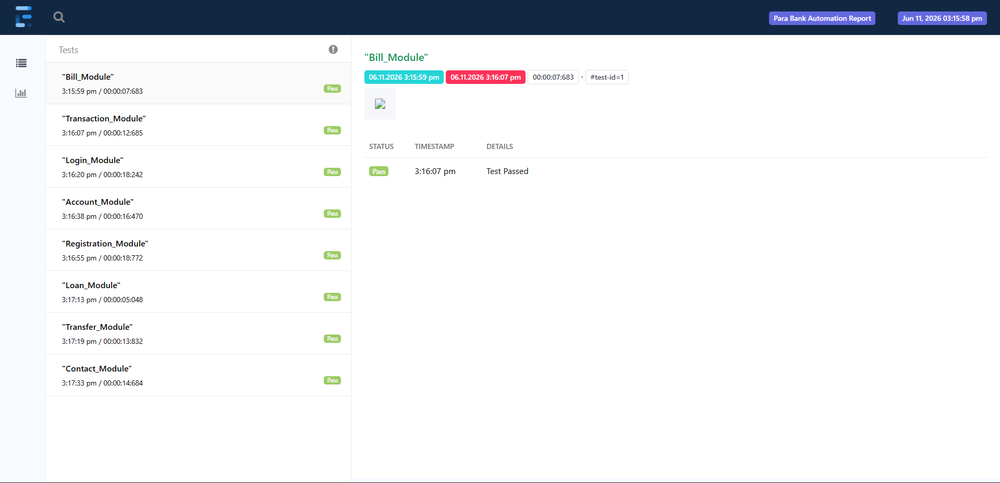 Para Bank Automation Report
Jun 11, 2026 03:15:58 pm
Tests
"Bill_Module"
3:15:59 pm / 00:00:07:683
Pass
"Transaction_Module"
3:16:07 pm / 00:00:12:685
Pass
"Login_Module"
3:16:20 pm / 00:00:18:242
Pass
"Account_Module"
3:16:38 pm / 00:00:16:470
Pass
"Registration_Module"
3:16:55 pm / 00:00:18:772
Pass
"Loan_Module"
3:17:13 pm / 00:00:05:048
Pass
"Transfer_Module"
3:17:19 pm / 00:00:13:832
Pass
"Contact_Module"
3:17:33 pm / 00:00:14:684
Pass
"Bill_Module"
06.11.2026 3:15:59 pm 06.11.2026 3:16:07 pm 00:00:07:683 · #test-id=1
STATUS TIMESTAMP DETAILS
Pass 3:16:07 pm Test Passed